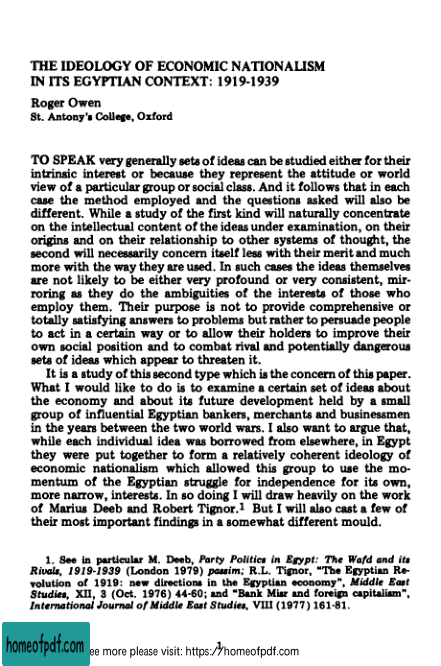 THE IDEOLOGY OF ECONOMIC NATIONALISM
IN ITS EGYPTIAN CONTEXT: 1919-1939
Roger Owen
St. Antony's College, Oxford
TO SPEAK very generally sets of ideas can be studied either for their
intrinsic interest or because they represent the attitude or world
view of a particular group or social class. And it follows that in each
case the method employed and the questions asked will also be
different. While a study of the first kind will naturally concentrate
on the intellectual content of the ideas under examination, on their
origins and on their relationship to other systems of thought, the
second will necessarily concern itself less with their merit and much
more with the way they are used. In such cases the ideas themselves
are not likely to be either very profound or very consistent, mir-
roring as they do the ambiguities of the interests of those who
employ them. Their purpose is not to provide comprehensive or
totally satisfying answers to problems but rather to persuade people
to act in a certain way or to allow their holders to improve their
own social position and to combat rival and potentially dangerous
sets of ideas which appear to threaten it.
It is a study of this second type which is the concern of this paper.
What I would like to do is to examine a certain set of ideas about
the economy and about its future development held by a small
group of influential Egyptian bankers, merchants and businessmen
in the years between the two world wars. I also want to argue that,
while each individual idea was borrowed from elsewhere, in Egypt
they were put together to form a relatively coherent ideology of
economic nationalism which allowed this group to use the mo-
mentum of the Egyptian struggle for independence for its own,
more narrow, interests. In so doing I will draw heavily on the work
of Marius Deeb and Robert Tignor.1 But I will also cast a few of
their most important findings in a somewhat different mould.
1. See in particular M. Deeb, Party Politics in Egypt: The Wafd and its
Rivals, 1919-1939 (London 1979) passim; R.L. Tignor, "The Egyptian Re-
volution of 1919: new directions in the Egyptian economy", Middle East
Studies, XII, 3 (Oct. 1976) 44-60; and "Bank Misr and foreign capitalism",
International Journal of Middle East Studies, VIII (1977) 161-81.
homeofpdf.com
ee more please visit: https://homeofpdf.com